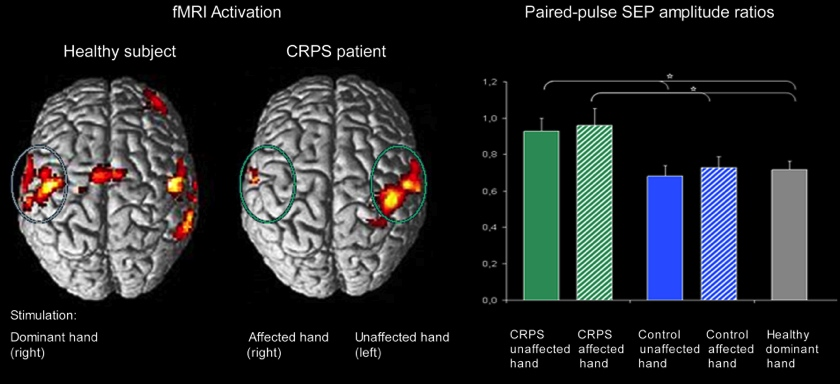 fMRI Activation
Healthy subject
CRPS patient
Stimulation:
Dominant hand
(right)
Affected hand
(right)
Unaffected hand
(left)
Paired-pulse SEP amplitude ratios
*
*
1,2
1,0
0,8
0,6
0,4
0,2
0,0
CRPS
unaffected
hand
CRPS
affected
hand
Control
unaffected
hand
Control
affected
hand
Healthy
dominant
hand